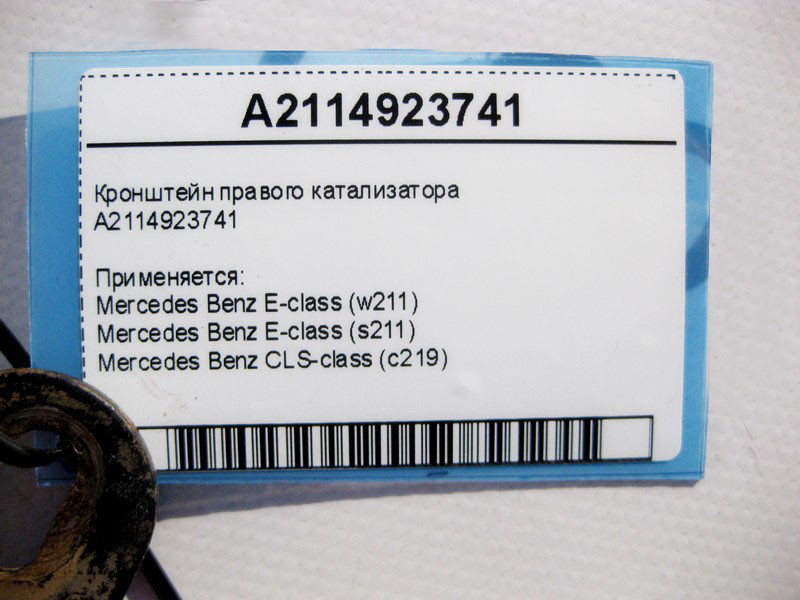 A2114923741
Кронштейн правого катализатора
A2114923741
Применяется:
Mercedes Benz E-class (w211)
Mercedes Benz E-class (s211)
Mercedes Benz CLS-class (c219)